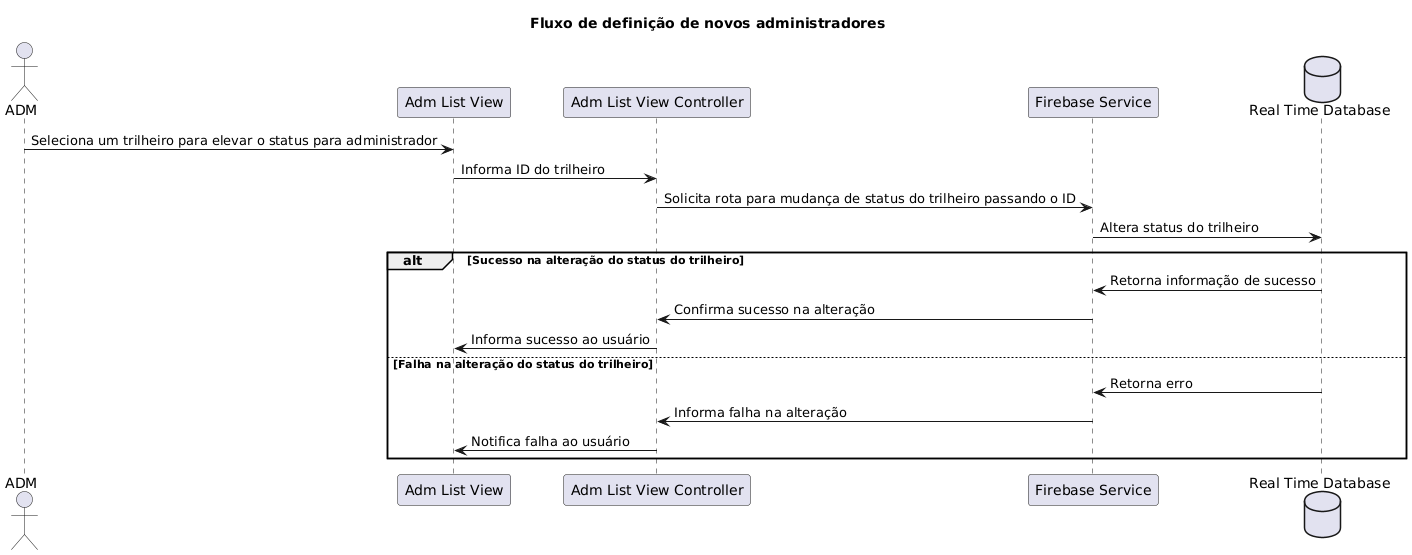 Fluxo de definição de novos administradores
ADM
Adm List View
Adm List View Controller
Firebase Service
Real Time Database
Seleciona um trilheiro para elevar o status para administrador
Informa ID do trilheiro
Solicita rota para mudança de status do trilheiro passando o ID
Altera status do trilheiro
alt
[Sucesso na alteração do status do trilheiro]
Retorna informação de sucesso
Confirma sucesso na alteração
Informa sucesso ao usuário
[Falha na alteração do status do trilheiro]
Retorna erro
Informa falha na alteração
Notifica falha ao usuário
ADM
Adm List View
Adm List View Controller
Firebase Service
Real Time Database